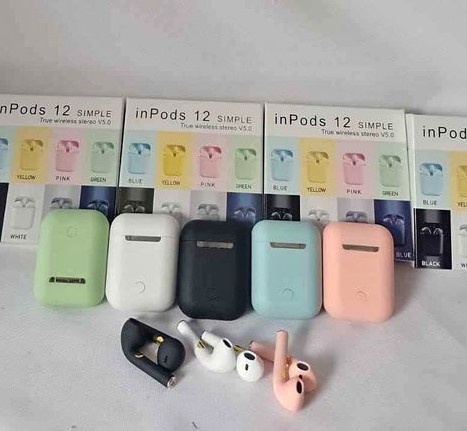 nPods 12 SIMPLE
True wireless stereo V5.0
YELLOW
PINK
GREEN
WHITE
inPods 12 SIMPLE
True wireless stereo V5.0
BLUE
YELLOW
PINK
GREEN
inPods 12 SIMPLE
True wireless stereo V5.0
BLUE
YELLOW
PINK
GREEN
BLUE
inPod
BLUE
YELLOW
BLACK